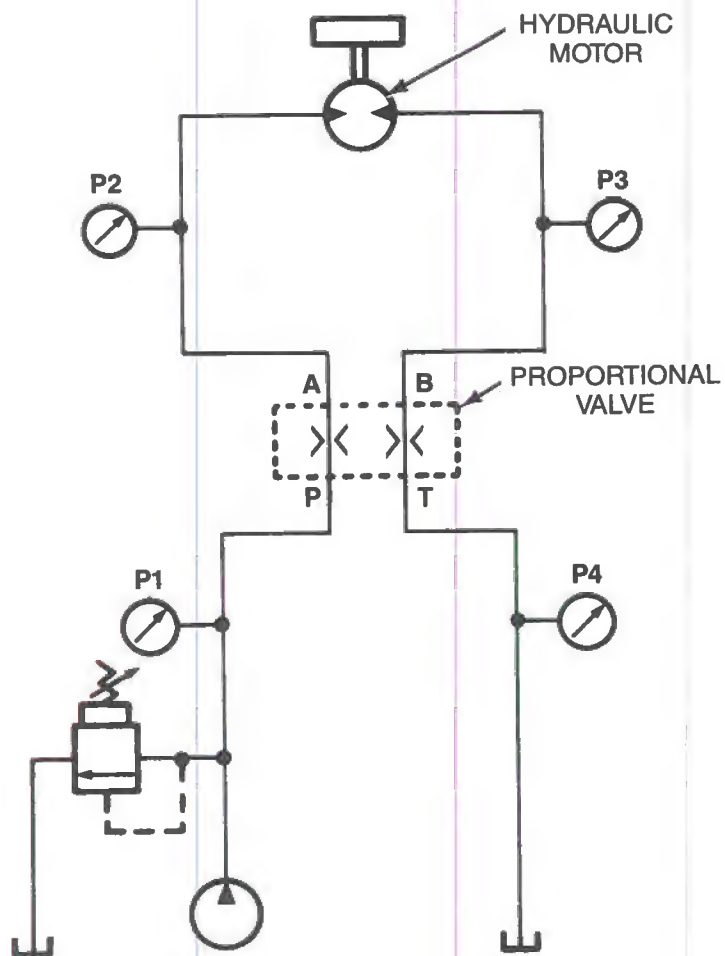 HYDRAULIC
MOTOR
P2
P3
A
B
PROPORTIONAL
VALVE
P
T
P1
P4